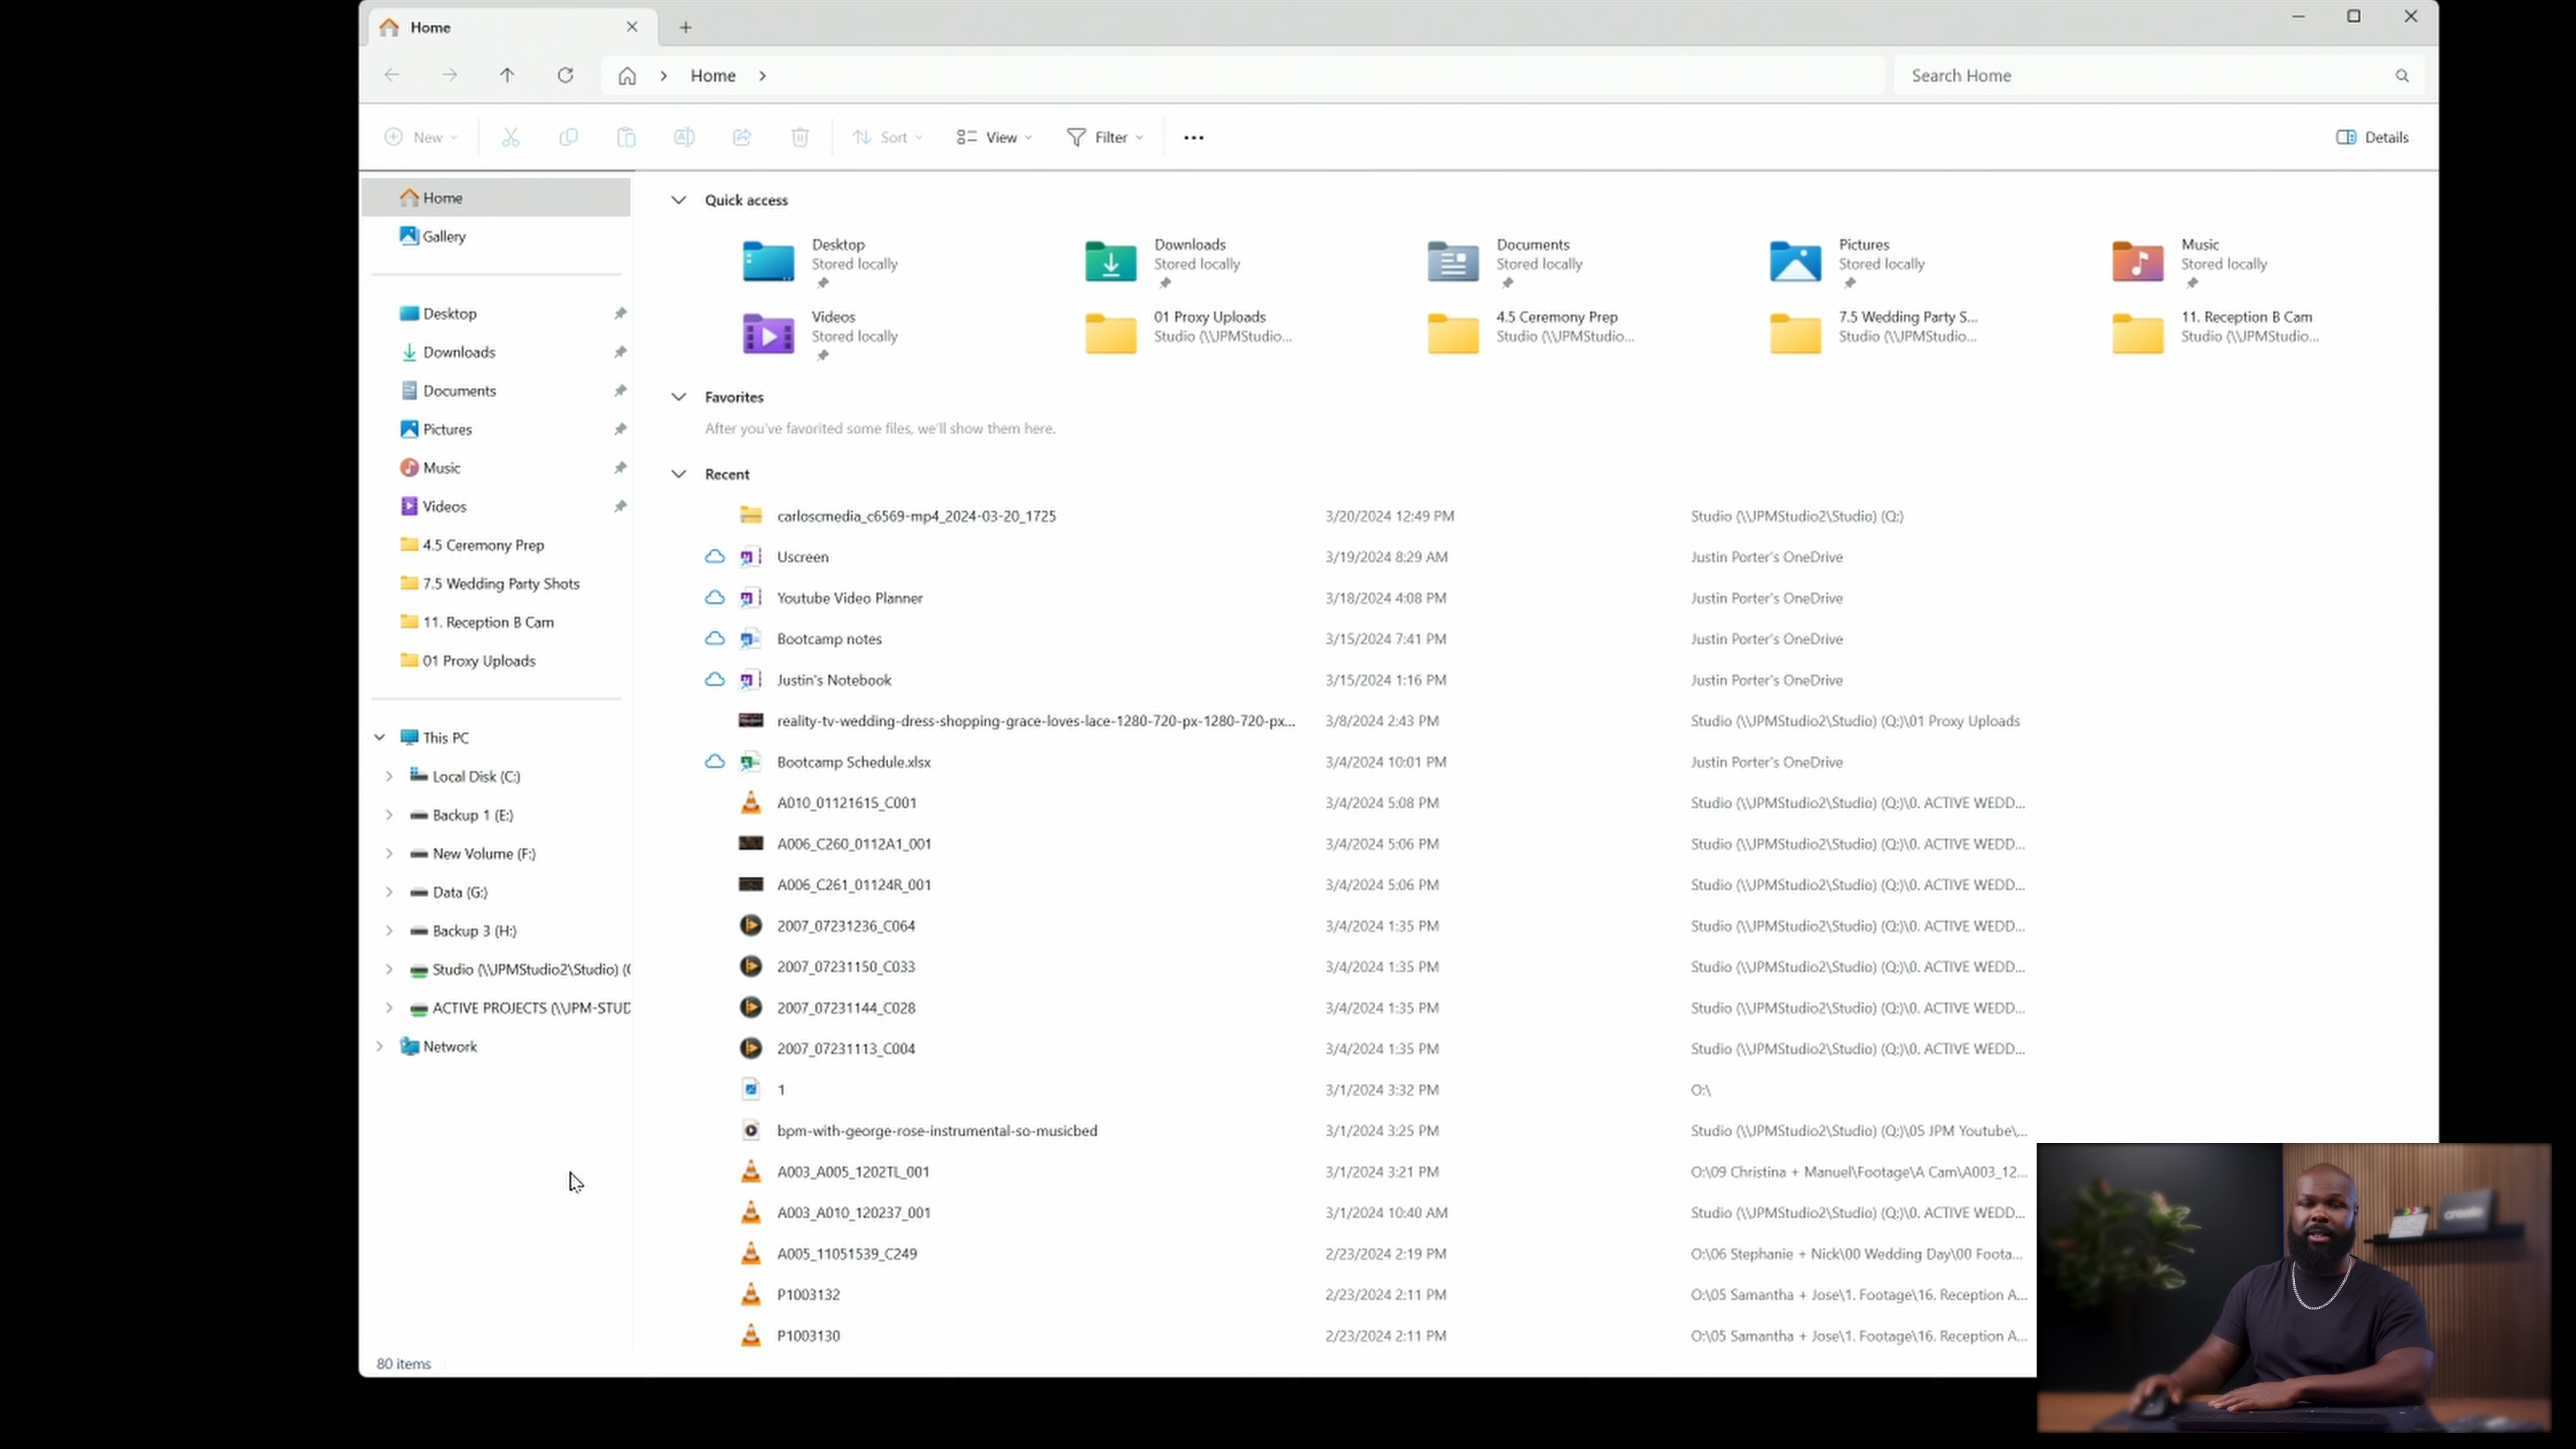 Home
Home
Search Home
New
Sort
View
Filter
Details
Home
Gallery
Desktop
Downloads
Documents
Pictures
Music
Videos
4.5 Ceremony Prep
7.5 Wedding Party Shots
11. Reception B Cam
01 Proxy Uploads
This PC
Local Disk (C:)
Backup 1 (E:)
New Volume (F:)
Data (G:)
Backup 3 (H:)
Studio (\\JPMStudio2\Studio) (
ACTIVE PROJECTS (\\JPM-STUD
Network
Quick access
Desktop
Stored locally
Downloads
Stored locally
Documents
Stored locally
Pictures
Stored locally
Music
Stored locally
Videos
Stored locally
01 Proxy Uploads
Studio (\\JPMStudio...
4.5 Ceremony Prep
Studio (\\JPMStudio...
7.5 Wedding Party S...
Studio (\\JPMStudio...
11. Reception B Cam
Studio (\\JPMStudio...
Favorites
After you've favorited some files, we'll show them here.
Recent
carloscmedia_c6569-mp4_2024-03-20_1725 3/20/2024 12:49 PM Studio (\\JPMStudio2\Studio) (Q:)
Uscreen 3/19/2024 8:29 AM Justin Porter's OneDrive
Youtube Video Planner 3/18/2024 4:08 PM Justin Porter's OneDrive
Bootcamp notes 3/15/2024 7:41 PM Justin Porter's OneDrive
Justin's Notebook 3/15/2024 1:16 PM Justin Porter's OneDrive
reality-tv-wedding-dress-shopping-grace-loves-lace-1280-720-px-1280-720-px... 3/8/2024 2:43 PM Studio (\\JPMStudio2\Studio) (Q:)\01 Proxy Uploads
Bootcamp Schedule.xlsx 3/4/2024 10:01 PM Justin Porter's OneDrive
A010_01121615_C001 3/4/2024 5:08 PM Studio (\\JPMStudio2\Studio) (Q:)\0. ACTIVE WEDD...
A006_C260_0112A1_001 3/4/2024 5:06 PM Studio (\\JPMStudio2\Studio) (Q:)\0. ACTIVE WEDD...
A006_C261_01124R_001 3/4/2024 5:06 PM Studio (\\JPMStudio2\Studio) (Q:)\0. ACTIVE WEDD...
2007_07231236_C064 3/4/2024 1:35 PM Studio (\\JPMStudio2\Studio) (Q:)\0. ACTIVE WEDD...
2007_07231150_C033 3/4/2024 1:35 PM Studio (\\JPMStudio2\Studio) (Q:)\0. ACTIVE WEDD...
2007_07231144_C028 3/4/2024 1:35 PM Studio (\\JPMStudio2\Studio) (Q:)\0. ACTIVE WEDD...
2007_07231113_C004 3/4/2024 1:35 PM Studio (\\JPMStudio2\Studio) (Q:)\0. ACTIVE WEDD...
1 3/1/2024 3:32 PM O:\
bpm-with-george-rose-instrumental-so-musicbed 3/1/2024 3:25 PM Studio (\\JPMStudio2\Studio) (Q:)\05 JPM Youtube\...
A003_A005_1202TL_001 3/1/2024 3:21 PM O:\09 Christina + Manuel\Footage\A Cam\A003_12...
A003_A010_120237_001 3/1/2024 10:40 AM Studio (\\JPMStudio2\Studio) (Q:)\0. ACTIVE WEDD...
A005_11051539_C249 2/23/2024 2:19 PM O:\06 Stephanie + Nick\00 Wedding Day\00 Foota...
P1003132 2/23/2024 2:11 PM O:\05 Samantha + Jose\1. Footage\16. Reception A...
P1003130 2/23/2024 2:11 PM O:\05 Samantha + Jose\1. Footage\16. Reception A...
80 items
create